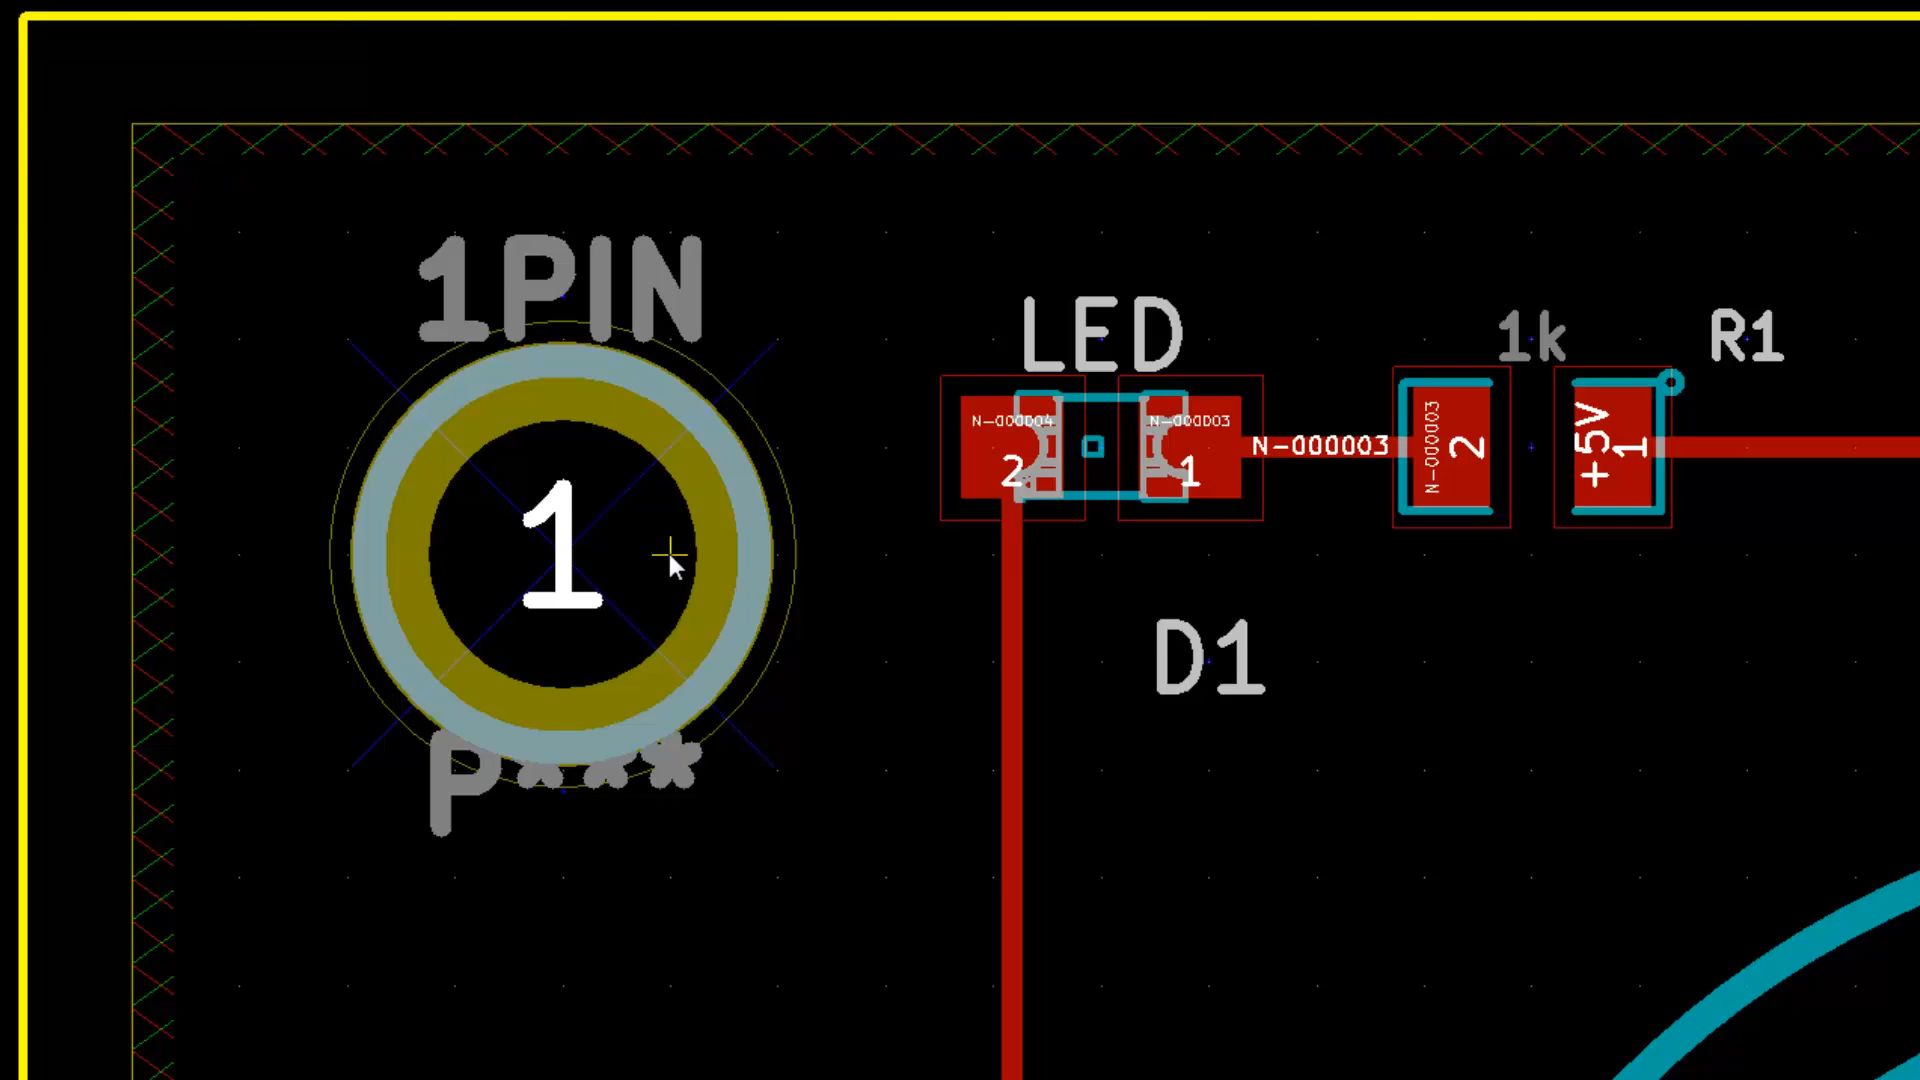 1PIN
1
P***
LED
N-000004
2
N-000003
1
N-000003
D1
1k
R1
N-000003
2
+5V
1